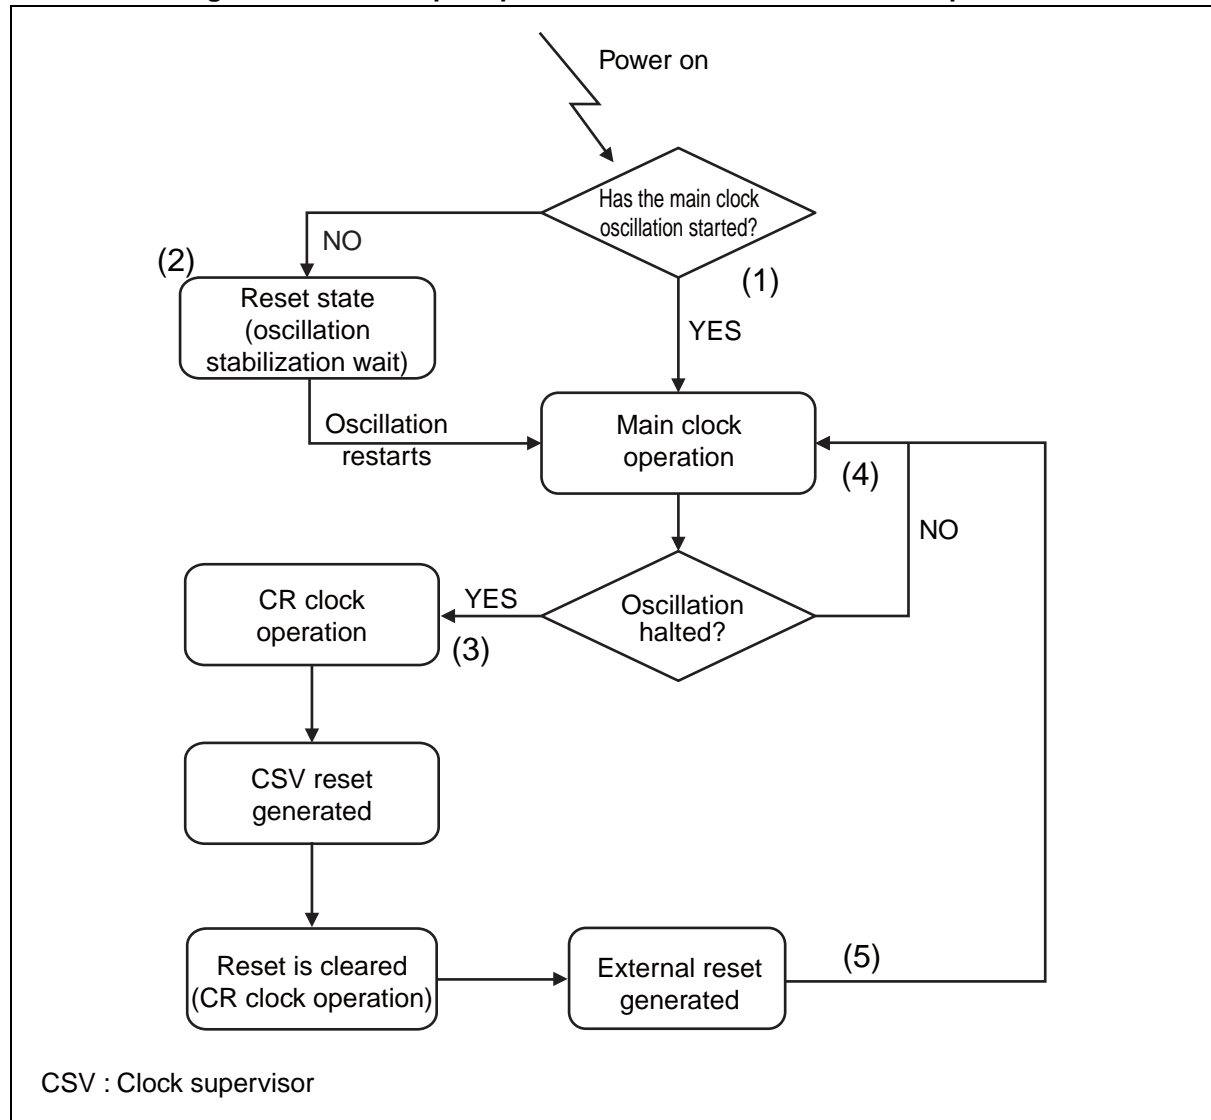 Power on
Has the main clock
oscillation started?
NO
(2)
(1)
Reset state
(oscillation
stabilization wait)
YES
Oscillation
restarts
Main clock
operation
(4)
NO
CR clock
operation
YES
(3)
Oscillation
halted?
CSV reset
generated
Reset is cleared
(CR clock operation)
External reset
generated
(5)
CSV : Clock supervisor